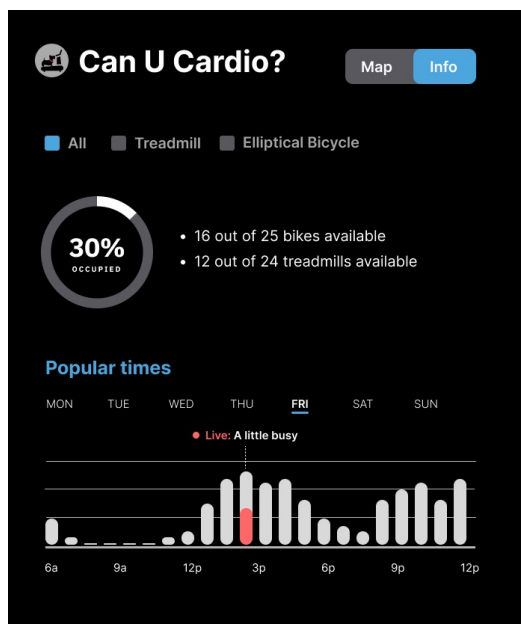 Can U Cardio?
Map
Info
All
Treadmill
Elliptical Bicycle
30%
OCCUPIED
• 16 out of 25 bikes available
• 12 out of 24 treadmills available
Popular times
MON TUE WED THU FRI SAT SUN
Live: A little busy
6a 9a 12p 3p 6p 9p 12p